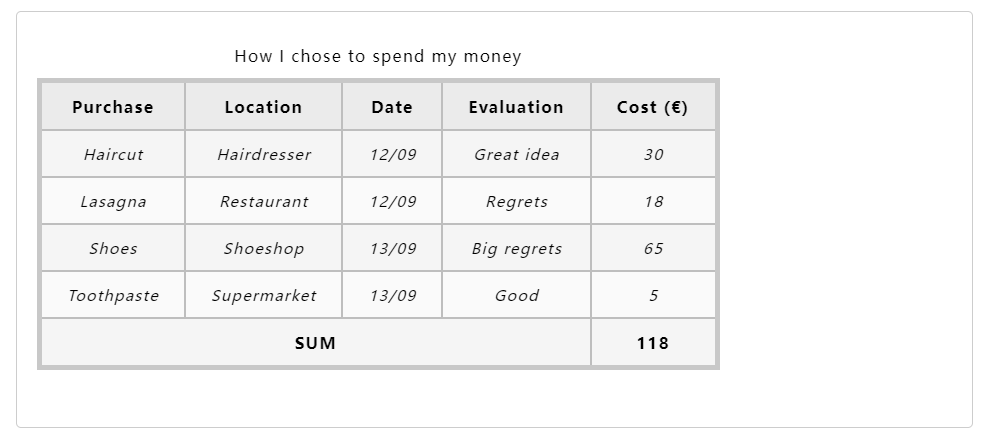 How I chose to spend my money
Purchase Location Date Evaluation Cost (€)
Haircut Hairdresser 12/09 Great idea 30
Lasagna Restaurant 12/09 Regrets 18
Shoes Shoeshop 13/09 Big regrets 65
Toothpaste Supermarket 13/09 Good 5
SUM 118